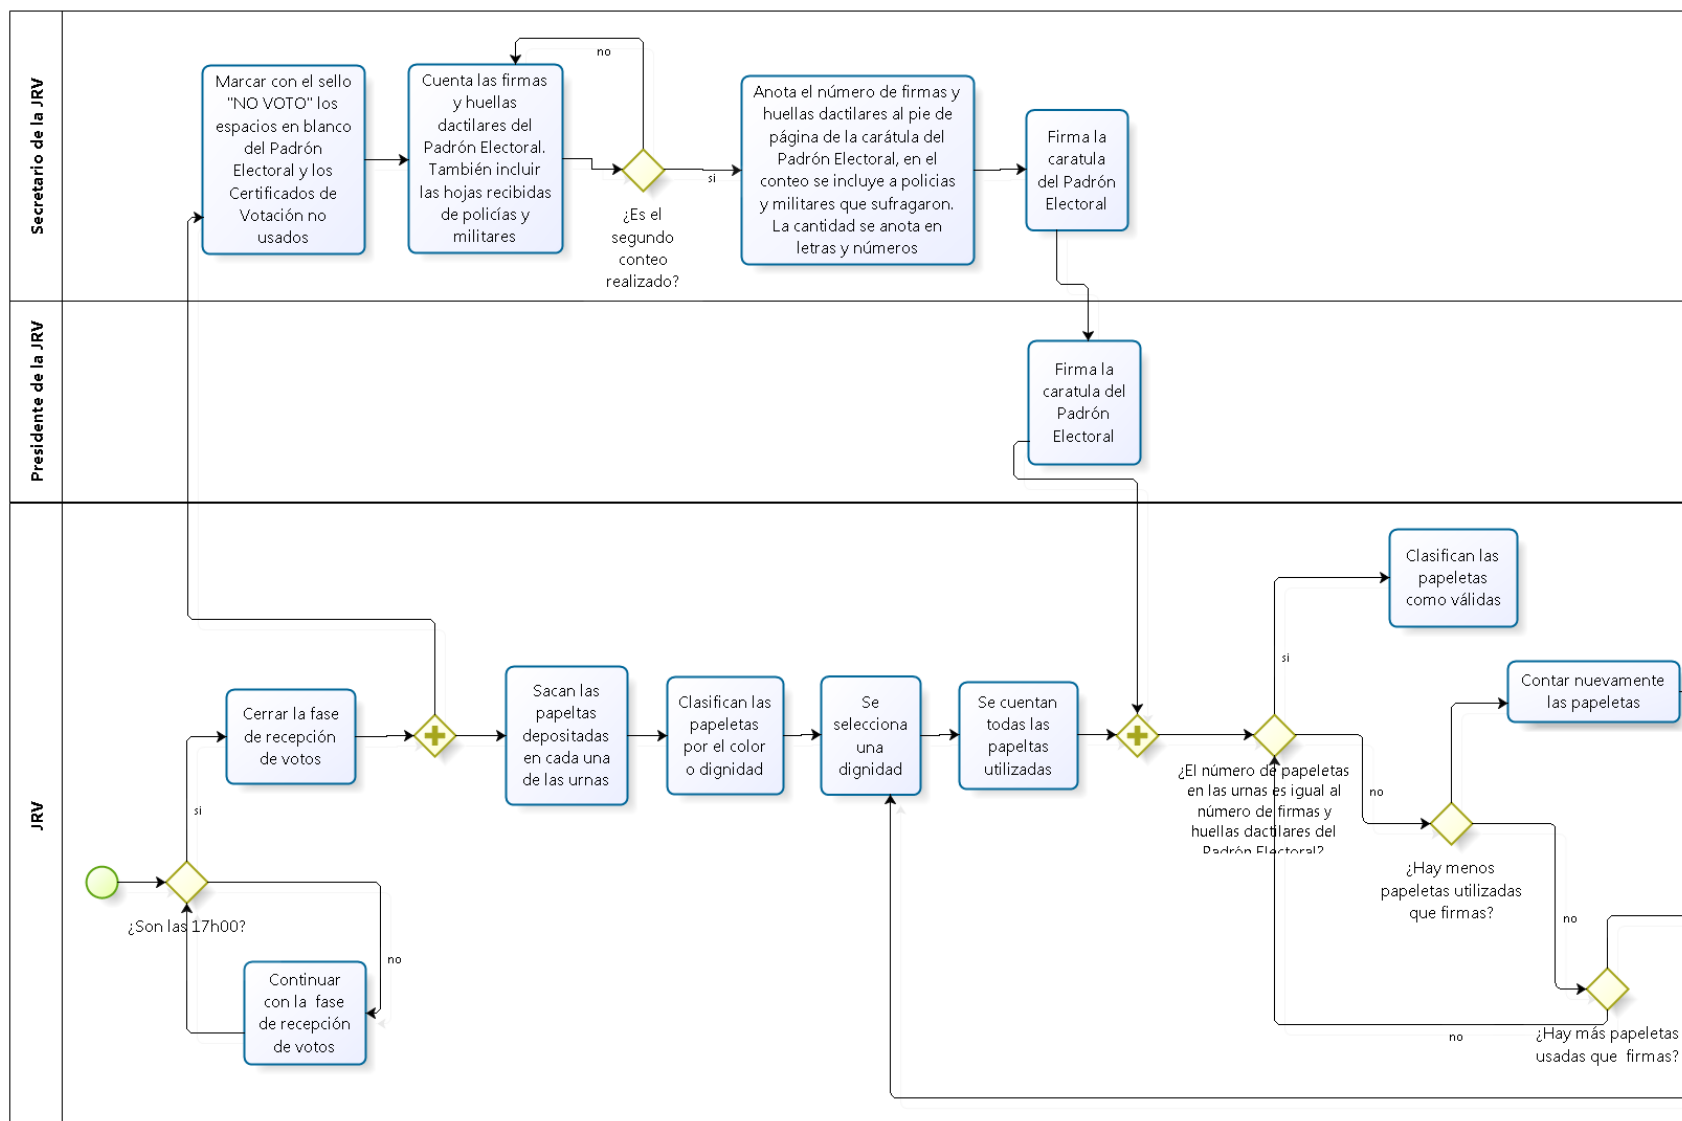 Secretario de la JRV
Marcar con el sello
"NO VOTO" los
espacios en blanco
del Padrón
Electoral y los
Certificados de
Votación no
usados
Cuenta las firmas
y huellas
dactilares del
Padrón Electoral.
También incluir
las hojas recibidas
de policías y
militares
no
¿Es el
segundo
conteo
realizado?
si
Anota el número de firmas y
huellas dactilares al pie de
página de la carátula del
Padrón Electoral, en el
conteo se incluye a policias
y militares que sufragaron.
La cantidad se anota en
letras y números
Firma la
caratula
del Padrón
Electoral
Presidente de la JRV
Firma la
caratula del
Padrón
Electoral
JRV
¿Son las 17h00?
si
no
Continuar
con la fase
de recepción
de votos
Cerrar la fase
de recepción
de votos
Sacan las
papeltas
depositadas
en cada una
de las urnas
Clasifican las
papeletas
por el color
o dignidad
Se
selecciona
una
dignidad
Se cuentan
todas las
papeltas
utilizadas
¿El número de papeletas
en las urnas es igual al
número de firmas y
huellas dactilares del
Padrón Electoral?
si
Clasifican las
papeletas
como válidas
no
Contar nuevamente
las papeletas
¿Hay menos
papeletas utilizadas
que firmas?
no
¿Hay más papeletas
usadas que firmas?
no